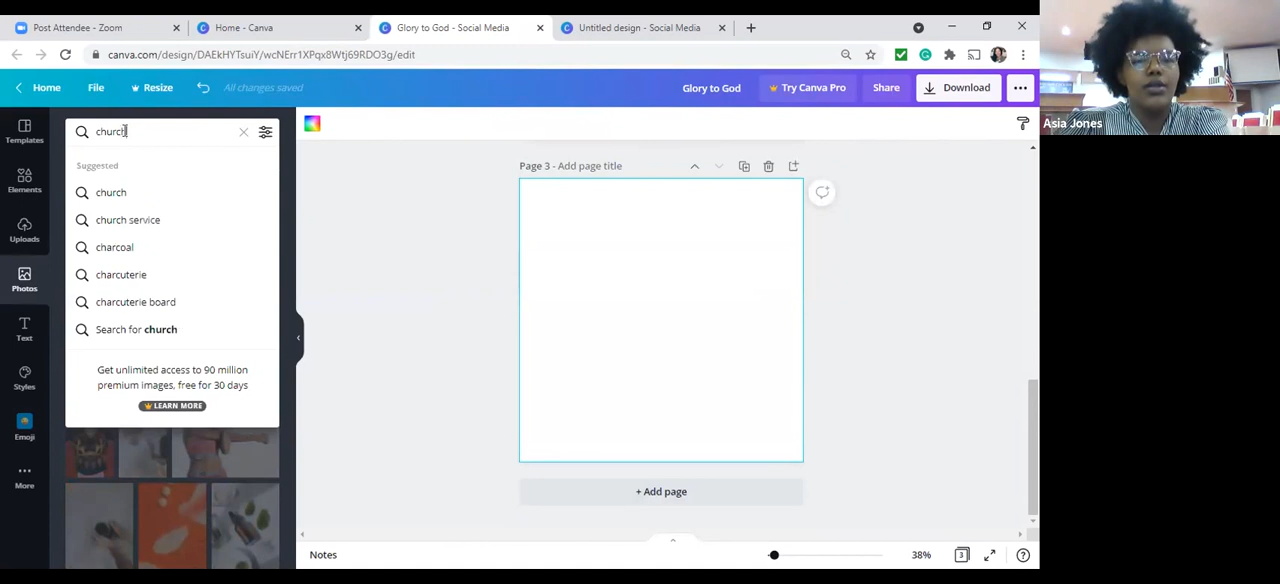 Post Attendee - Zoom
Home - Canva
Glory to God - Social Media
Untitled design - Social Media
canva.com/design/DAEkHYTsuiY/wcNErr1XPqx8Wtj69RDO3g/edit
Home
File
Resize
All changes saved
Glory to God
Try Canva Pro
Share
Download
Asia Jones
Templates
Elements
Uploads
Photos
Text
Styles
Emoji
More
church
Suggested
church
church service
charcoal
charcuterie
charcuterie board
Search for church
Get unlimited access to 90 million
premium images, free for 30 days
LEARN MORE
Page 3 - Add page title
+ Add page
Notes
38%
3